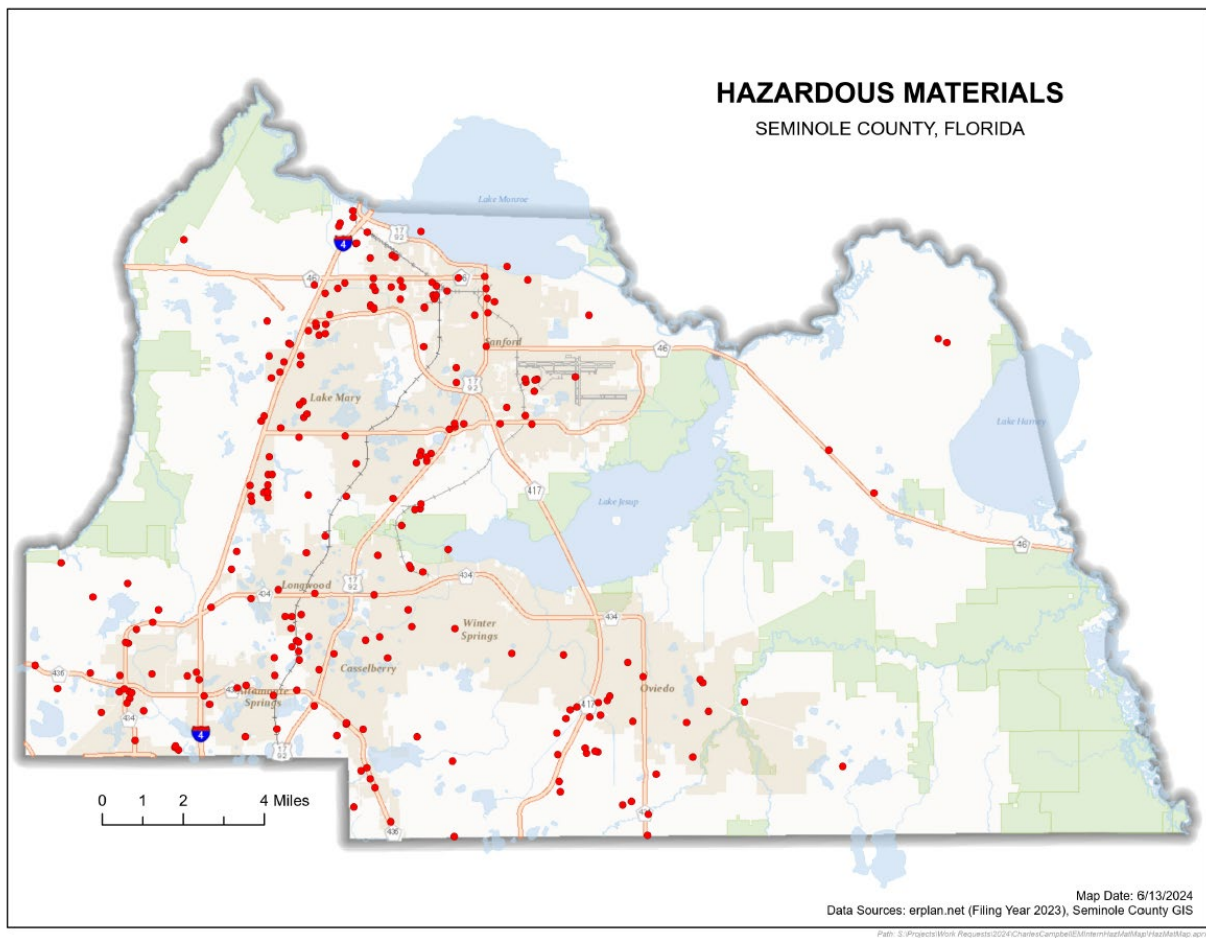 HAZARDOUS MATERIALS
SEMINOLE COUNTY, FLORIDA
Lake Monroe
17
92
4
46
46
Sanford
46
17
92
Lake Mary
Lake Harney
417
Lake Jesup
46
17
92
Longwood
434
434
434
Winter
Springs
436
Casselberry
Oviedo
Altamonte
Springs
434
417
4
17
92
0 1 2 4 Miles
436
Map Date: 6/13/2024
Data Sources: erplan.net (Filing Year 2023), Seminole County GIS